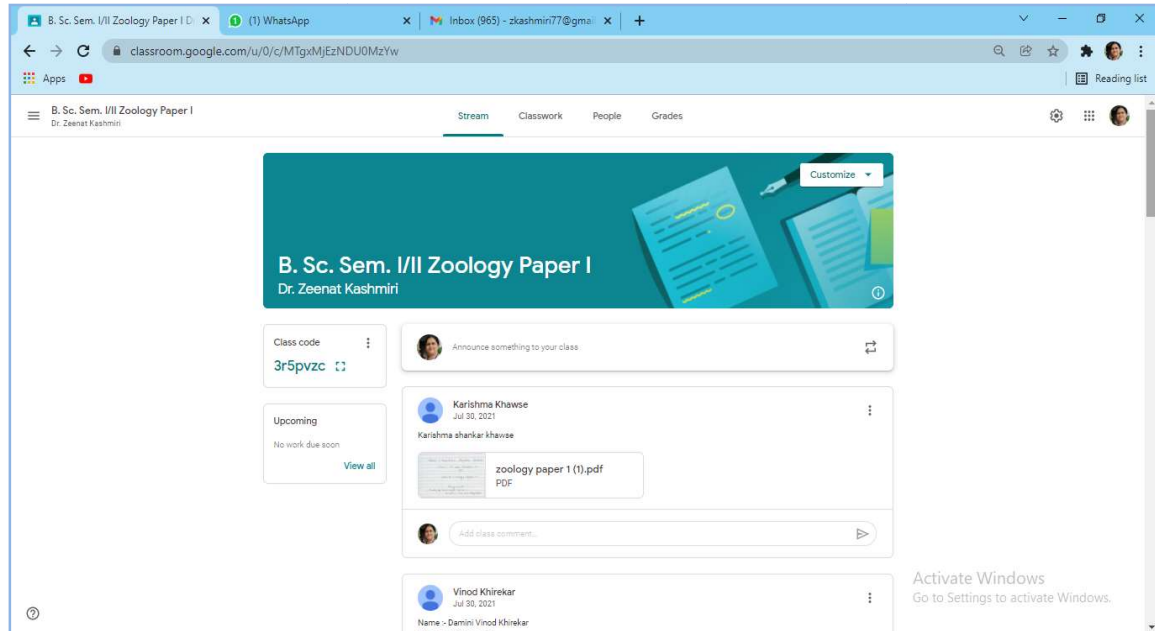 B. Sc. Sem. I/II Zoology Paper I D
(1) WhatsApp
Inbox (965) - zkashmiri77@gmai
classroom.google.com/u/0/c/MTgxMjEzNDU0MzYw
Apps
Reading list
B. Sc. Sem. I/II Zoology Paper I
Dr. Zeenat Kashmiri
Stream Classwork People Grades
Customize
B. Sc. Sem. I/II Zoology Paper I
Dr. Zeenat Kashmiri
Class code
3r5pvzc
Upcoming
No work due soon
View all
Announce something to your class
Karishma Khawse
Jul 30, 2021
Karishma shankar khawse
zoology paper 1 (1).pdf
PDF
Add class comment...
Vinod Khirekar
Jul 30, 2021
Name :- Damini Vinod Khirekar
Activate Windows
Go to Settings to activate Windows.